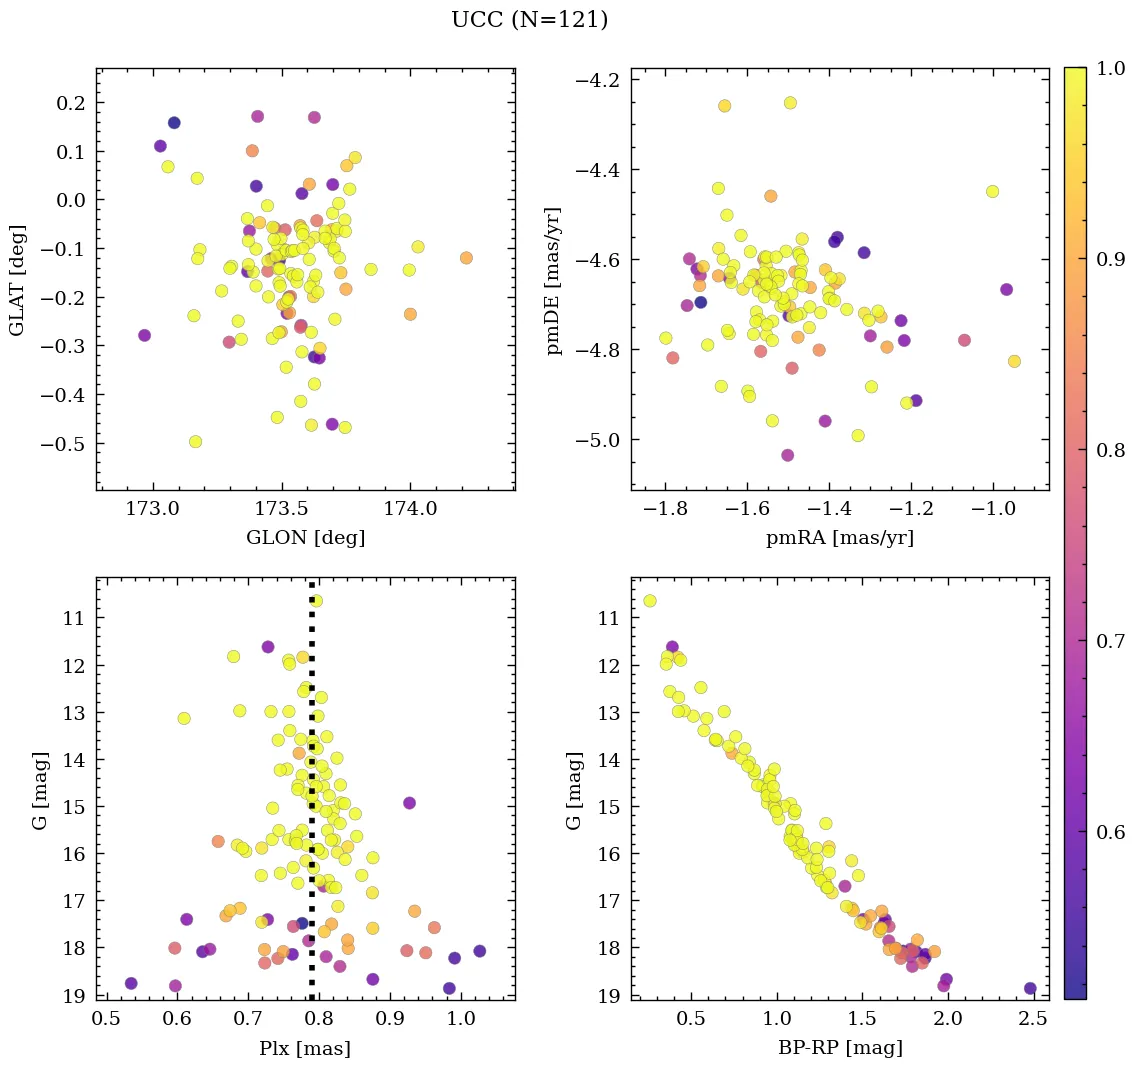 UCC (N=121)
0.2
0.1
0.0
−0.1
−0.2
−0.3
−0.4
−0.5
GLAT [deg]
173.0 173.5 174.0
GLON [deg]
−4.2
−4.4
−4.6
−4.8
−5.0
pmDE [mas/yr]
−1.8 −1.6 −1.4 −1.2 −1.0
pmRA [mas/yr]
1.0
0.9
0.8
0.7
0.6
11
12
13
14
15
16
17
18
19
G [mag]
0.5 0.6 0.7 0.8 0.9 1.0
Plx [mas]
11
12
13
14
15
16
17
18
19
G [mag]
0.5 1.0 1.5 2.0 2.5
BP-RP [mag]